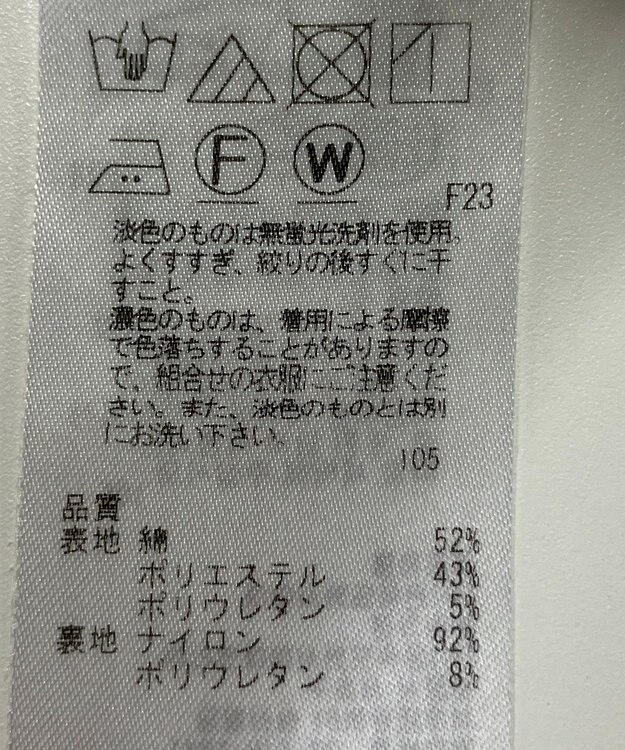 F
W
F23
淡色のものは無蛍光洗剤を使用、
よくすすぎ、絞りの後すぐに干
すこと。
濃色のものは、着用による摩擦
で色落ちすることがありますの
で、組合せの衣服にご注意くだ
さい。また、淡色のものとは別
にお洗い下さい。
105
品質
表地 綿 52%
ポリエステル 43%
ポリウレタン 5%
裏地 ナイロン 92%
ポリウレタン 8%